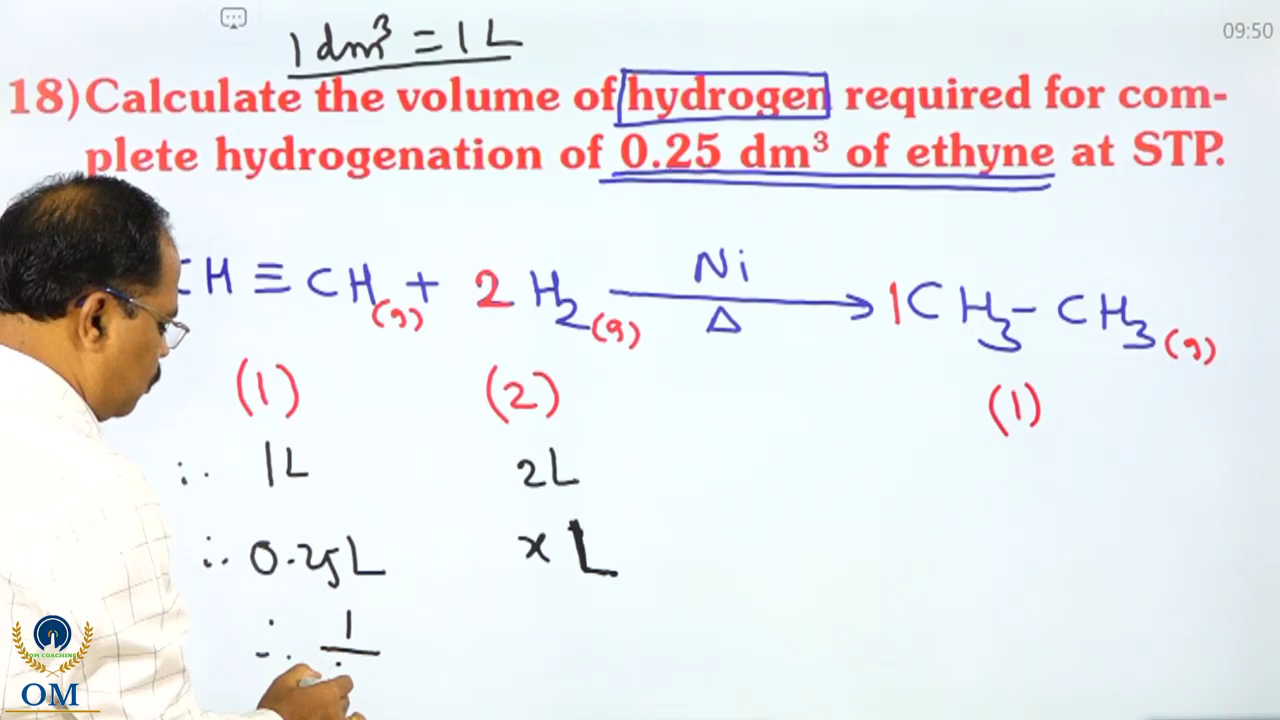 09:50
1 dm³ = 1 L
18) Calculate the volume of hydrogen required for com-
plete hydrogenation of 0.25 dm³ of ethyne at STP.
CH ≡ CH(g) + 2 H₂(g) →[Ni/Δ] 1 CH₃ - CH₃(g)
(1) (2) (1)
∴ 1L 2L
∴ 0.25L x L
∴ 1
OM COACHING
OM